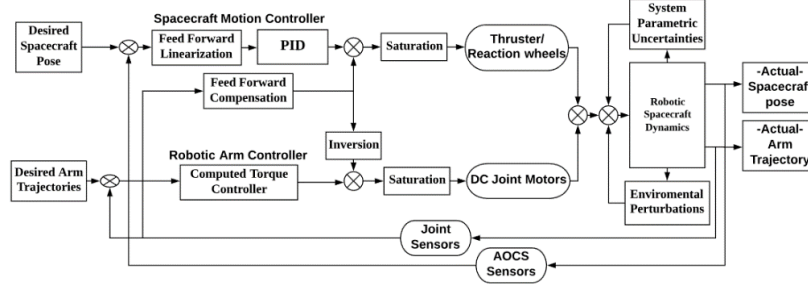 Spacecraft Motion Controller
Desired
Spacecraft
Pose
Feed Forward
Linearization
PID
Saturation
Thruster/
Reaction wheels
System
Parametric
Uncertainties
Feed Forward
Compensation
Robotic
Spacecraft
Dynamics
-Actual-
Spacecraft
pose
-Actual-
Arm
Trajectory
Inversion
Robotic Arm Controller
Desired Arm
Trajectories
Computed Torque
Controller
Saturation
DC Joint Motors
Enviromental
Perturbations
Joint
Sensors
AOCS
Sensors